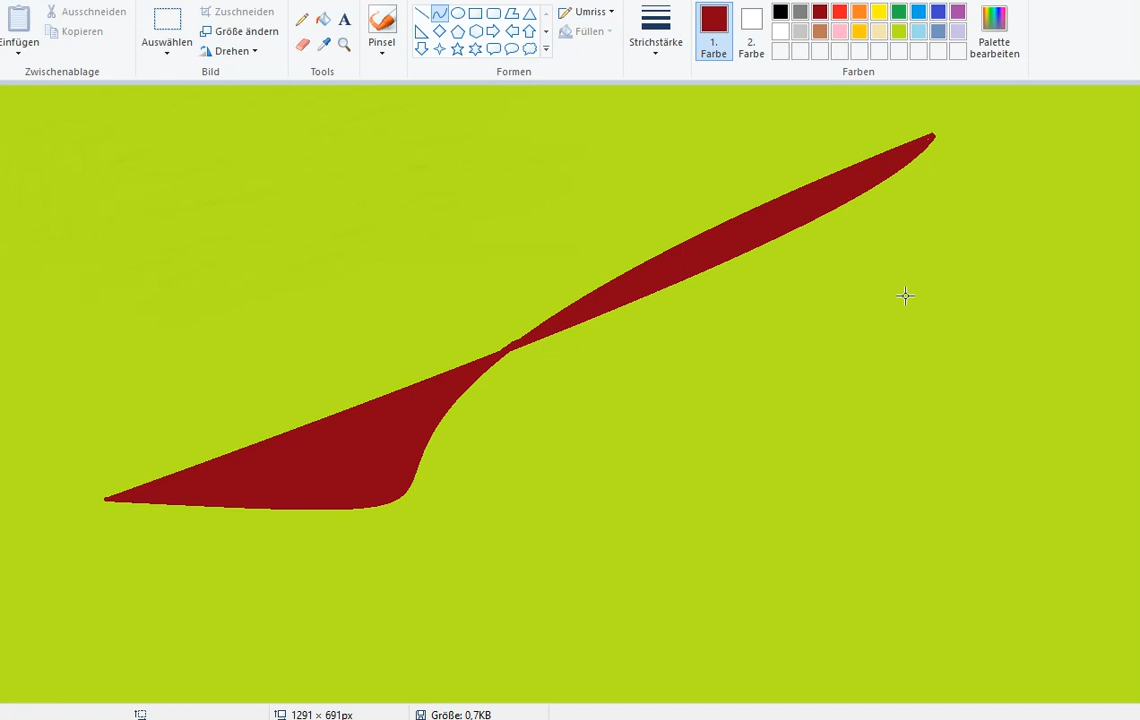 Einfügen
Ausschneiden
Kopieren
Zwischenablage
Auswählen
Zuschneiden
Größe ändern
Drehen
Bild
A
Tools
Pinsel
Umriss
Füllen
Formen
Strichstärke
1.
Farbe
2.
Farbe
Palette
bearbeiten
Farben
1291 × 691px
Größe: 0,7KB